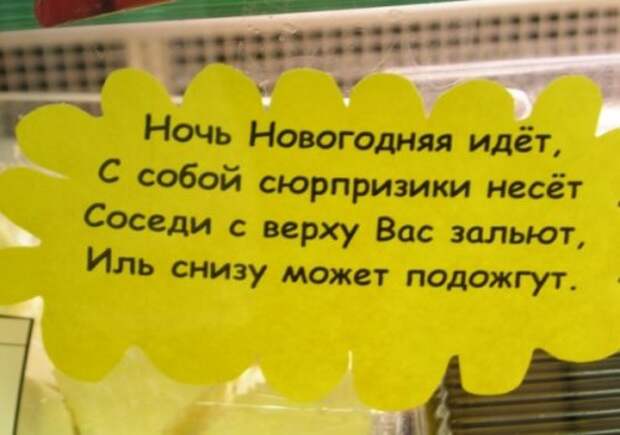 Ночь Новогодняя идёт,
С собой сюрпризики несёт
Соседи с верху Вас зальют,
Иль снизу может подожгут.